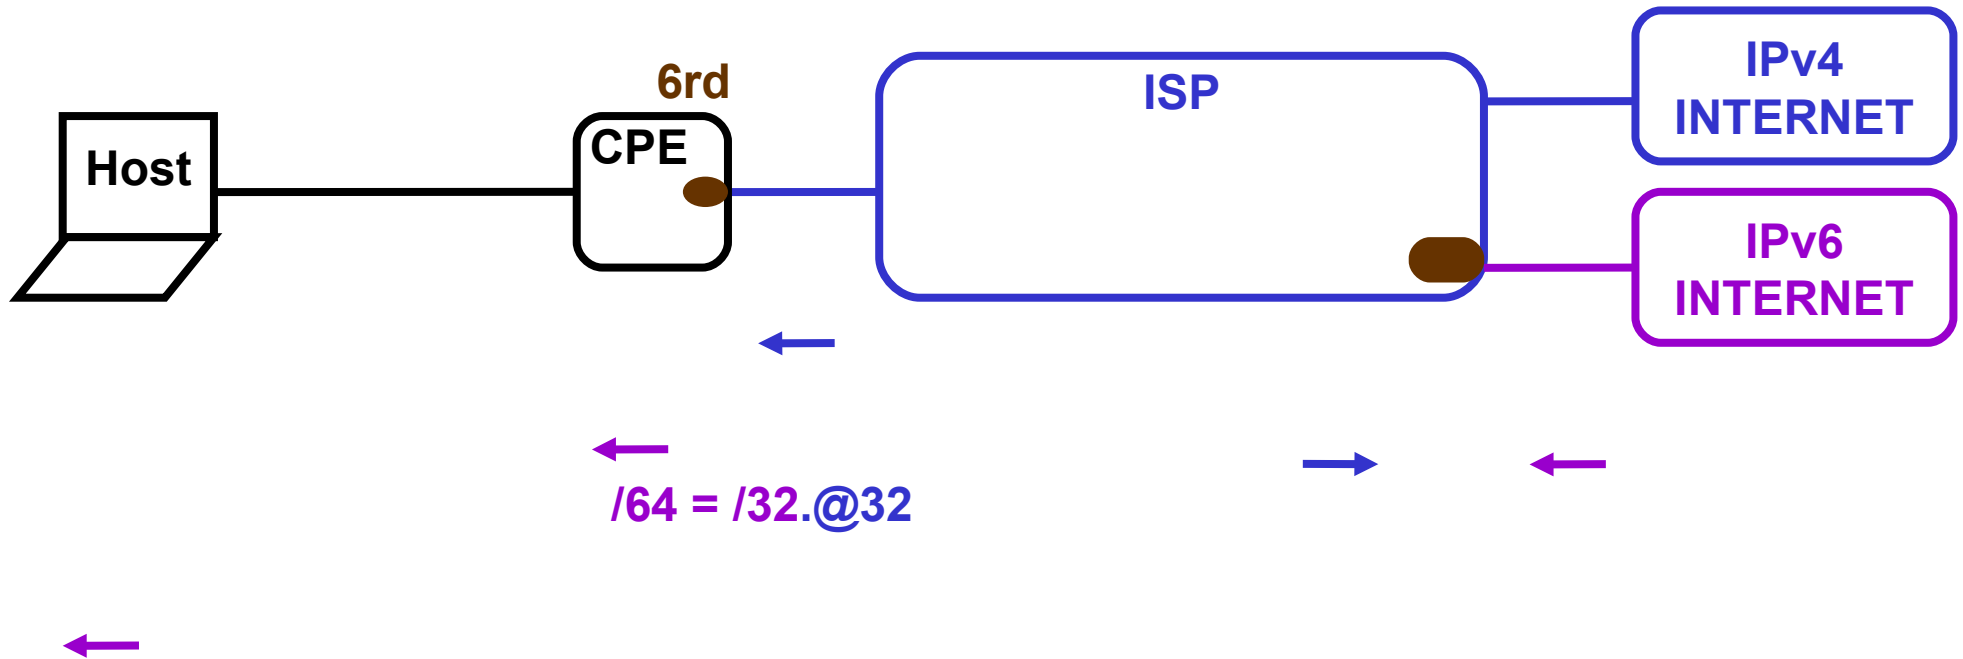 6rd
ISP
IPv4
INTERNET
CPE
Host
IPv6
INTERNET
/64 = /32.@32